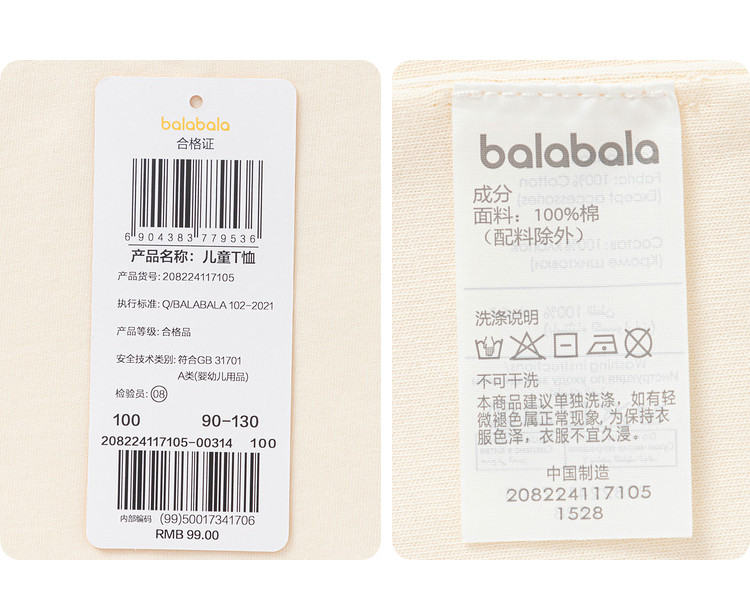 balabala
合格证
6 904383 779536
产品名称: 儿童T恤
产品货号: 208224117105
执行标准: Q/BALABALA 102-2021
产品等级: 合格品
安全技术类别: 符合GB 31701
A类(婴幼儿用品)
检验员: 08
100 90-130
208224117105-00314 100
内部编码 (99)50017341706
RMB 99.00
balabala
成分
面料: 100%棉
(配料除外)
洗涤说明
不可干洗
本商品建议单独洗涤, 如有轻
微褪色属正常现象, 为保持衣
服色泽, 衣服不宜久浸。
中国制造
208224117105
1528